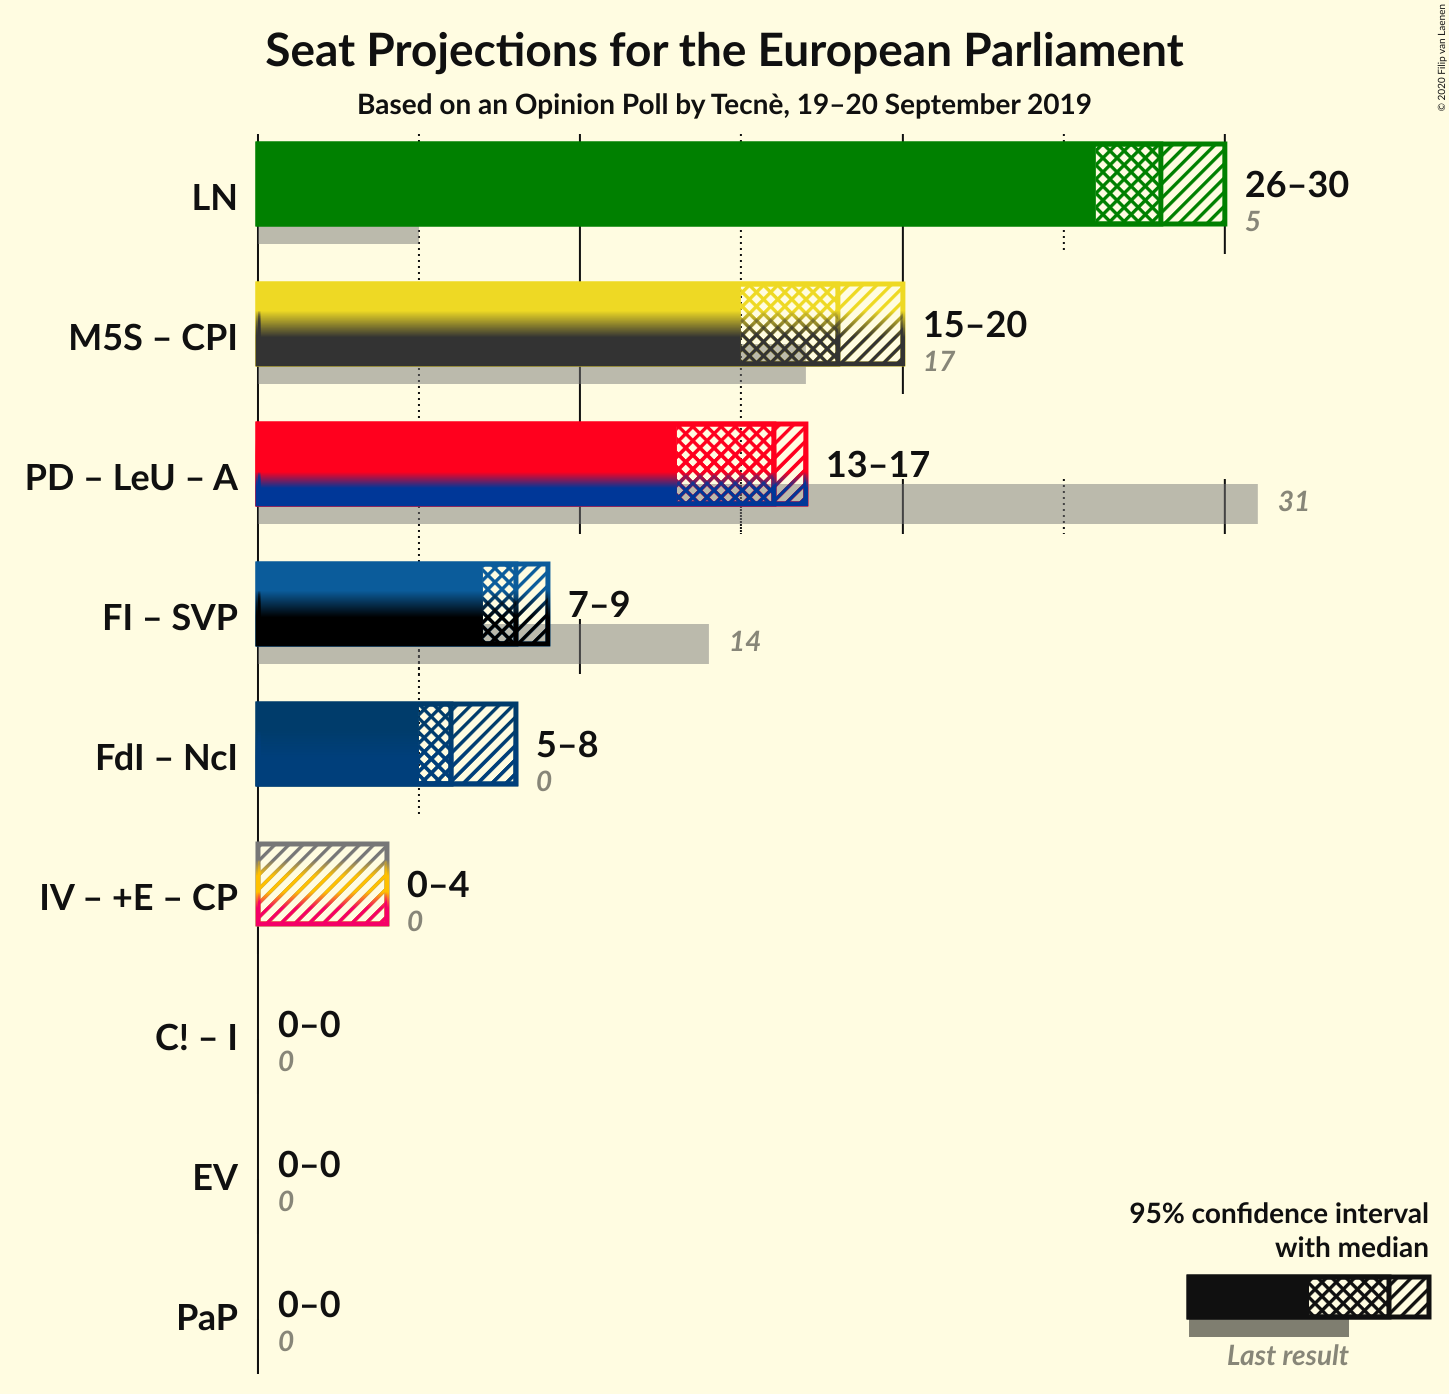 Seat Projections for the European Parliament
Based on an Opinion Poll by Tecnè, 19–20 September 2019
© 2020 Filip van Laenen
LN
26–30
5
M5S – CPI
15–20
17
PD – LeU – A
13–17
31
FI – SVP
7–9
14
FdI – NcI
5–8
0
IV – +E – CP
0–4
0
C! – I
0–0
0
EV
0–0
0
PaP
0–0
0
95% confidence interval
with median
Last result